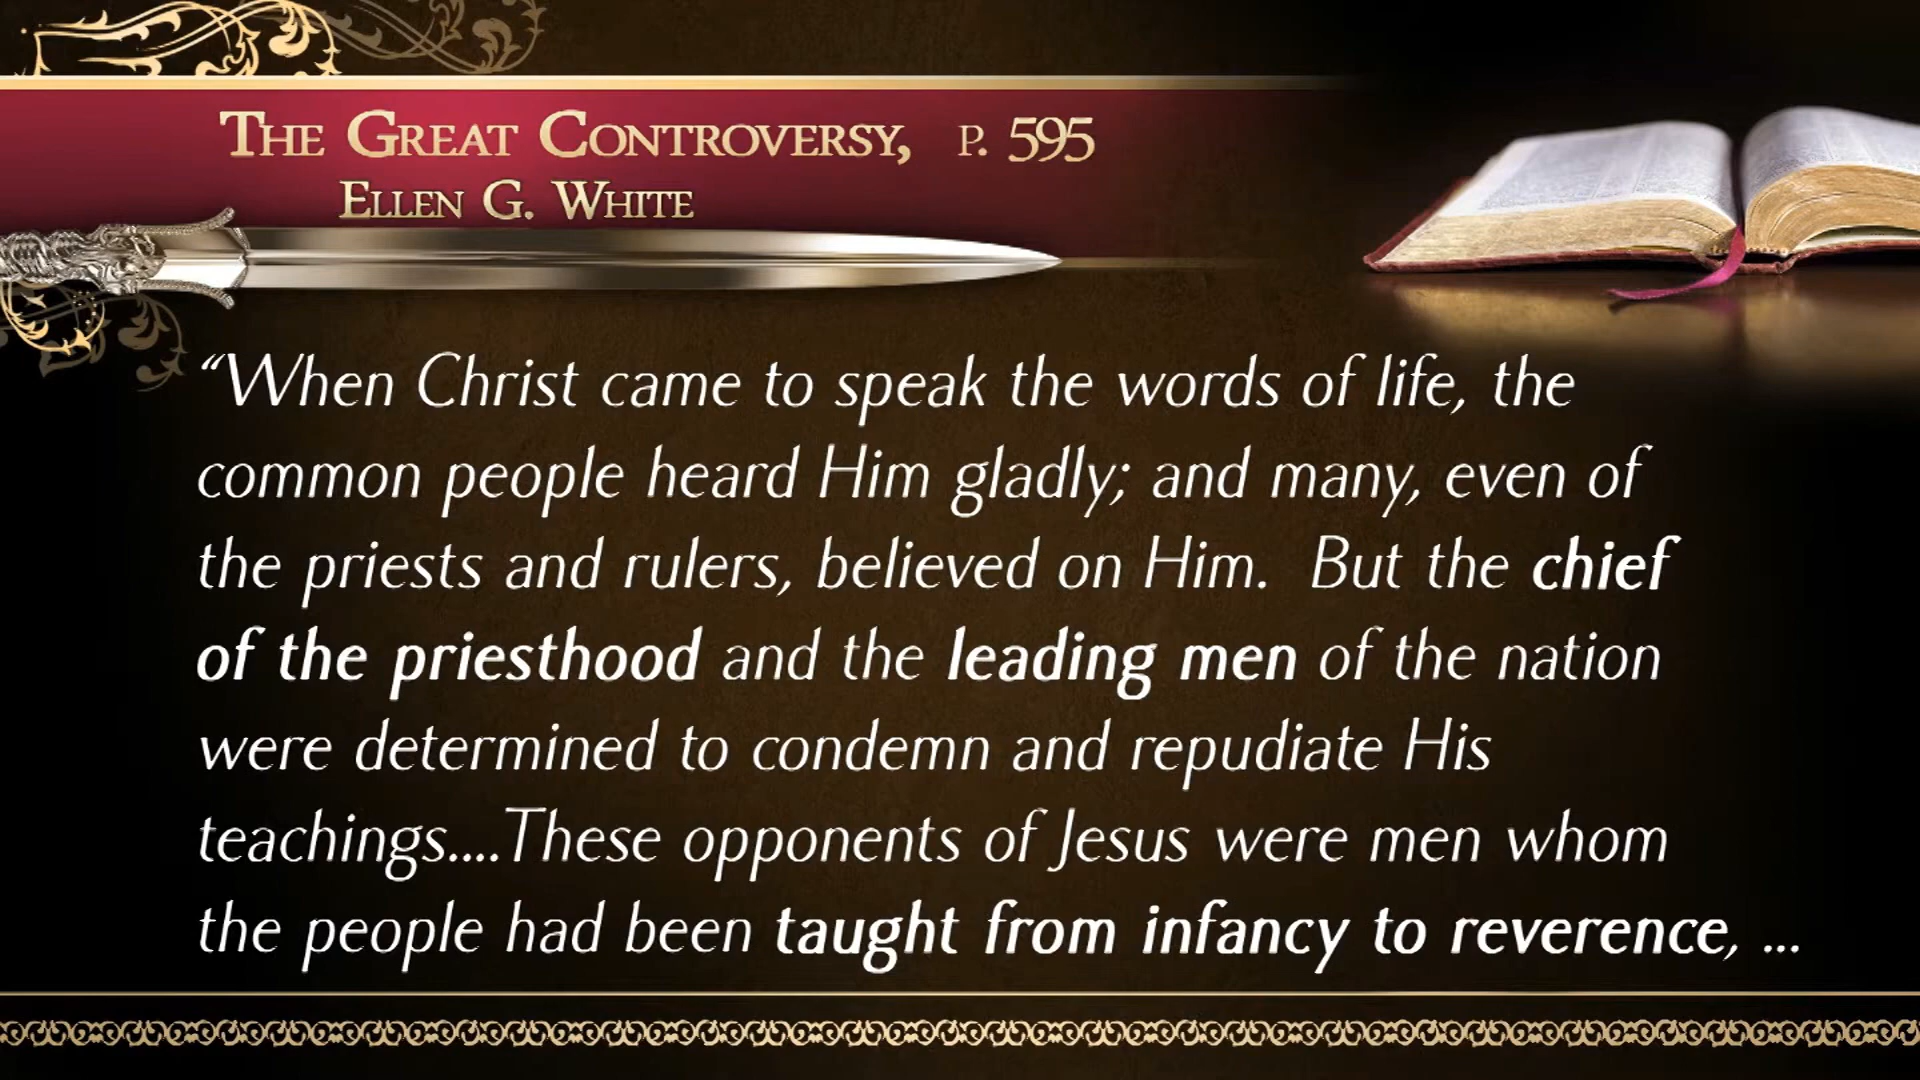 The Great Controversy, p. 595
Ellen G. White
“When Christ came to speak the words of life, the
common people heard Him gladly; and many, even of
the priests and rulers, believed on Him.  But the chief
of the priesthood and the leading men of the nation
were determined to condemn and repudiate His
teachings....These opponents of Jesus were men whom
the people had been taught from infancy to reverence, ...